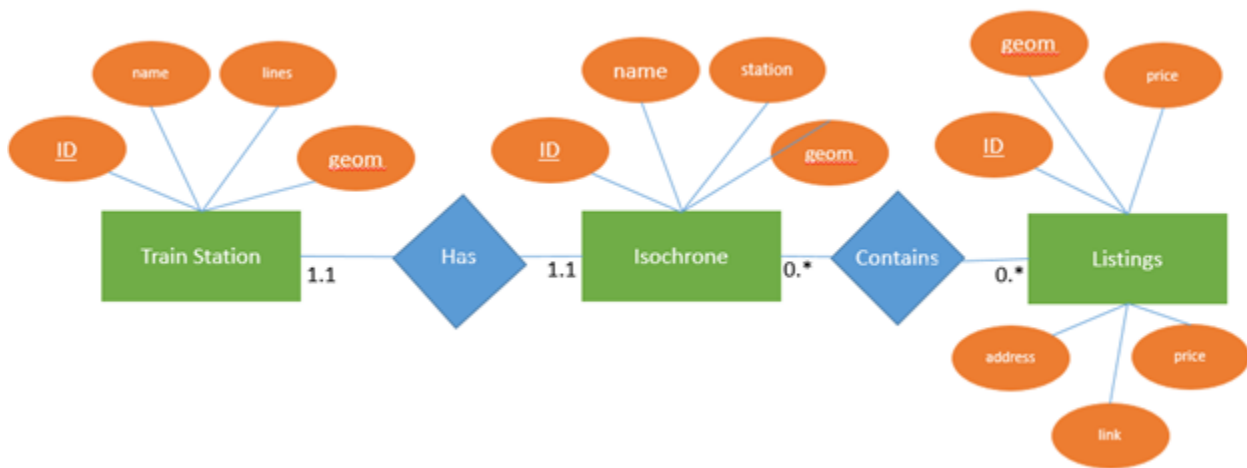 geom
price
name
lines
name
station
ID
geom
ID
geom
ID
Train Station
Has
Isochrone
Contains
Listings
1.1
1.1
0.*
0.*
address
price
link